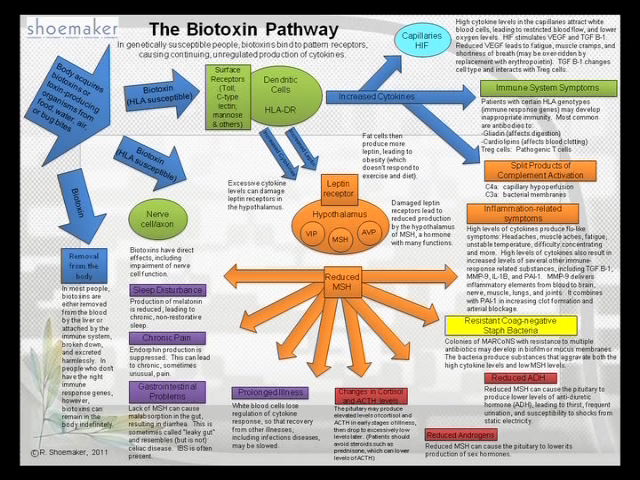 shoemaker
The Biotoxin Pathway
In genetically susceptible people, biotoxins bind to pattern receptors,
causing continuing, unregulated production of cytokines.
Capillaries
HIF
High cytokine levels in the capillaries attract white
blood cells, leading to restricted blood flow, and lower
oxygen levels. HIF stimulates VEGF and TGF B-1.
Reduced VEGF leads to fatigue, muscle cramps, and
shortness of breath (may be over-ridden by
replacement with erythropoietin). TGF B-1 changes
cell type and interacts with Treg cells.
Body acquires
biotoxins or
toxin-producing
organisms from
food, water, air
or bug bites
Biotoxin
(HLA susceptible)
Surface
Receptors
(Toll,
C-type
lectin,
mannose
& others)
Dendritic
Cells
HLA-DR
Increased Cytokines
Immune System Symptoms
Patients with certain HLA genotypes
(immune response genes) may develop
inappropriate immunity. Most common
are antibodies to:
-Gliadin (affects digestion)
-Cardiolipins (affects blood clotting)
Treg cells: Pathogenic T cells
Biotoxin
(HLA susceptible)
Biotoxin
Fat cells then
produce more
leptin, leading to
obesity (which
doesn't respond to
exercise and diet).
Split Products of
Complement Activation
C4a: capillary hypoperfusion
C3a: bacterial membranes
Excessive cytokine
levels can damage
leptin receptors in
the hypothalamus.
Leptin
receptor
Hypothalamus
VIP
MSH
AVP
Damaged leptin
receptors lead to
reduced production
by the hypothalamus
of MSH, a hormone
with many functions.
Inflammation-related
symptoms
High levels of cytokines produce flu-like
symptoms: Headaches, muscle aches, fatigue,
unstable temperature, difficulty concentrating
and more. High levels of cytokines also result in
increased levels of several other immune-
response related substances, including TGF B-1,
MMP-9, IL-1B, and PAI-1. MMP-9 delivers
inflammatory elements from blood to brain,
nerve, muscle, lungs, and joints. It combines
with PAI-1 in increasing clot formation and
arterial blockage.
Nerve
cell/axon
Biotoxins have direct
effects, including
impairment of nerve
cell function.
Removal
from the
body
In most people,
biotoxins are
either removed
from the blood
by the liver or
attached by the
immune system,
broken down,
and excreted
harmlessly. In
people who don't
have the right
immune
response genes,
however,
biotoxins can
remain in the
body indefinitely.
Reduced
MSH
Sleep Disturbance
Production of melatonin
is reduced, leading to
chronic, non-restorative
sleep.
Chronic Pain
Endorphin production is
suppressed. This can lead
to chronic, sometimes
unusual, pain.
Gastrointestinal
Problems
Lack of MSH can cause
malabsorption in the gut,
resulting in diarrhea. This is
sometimes called "leaky gut"
and resembles (but is not)
celiac disease. IBS is often
present.
Prolonged Illness
White blood cells lose
regulation of cytokine
response, so that recovery
from other illnesses,
including infections diseases,
may be slowed.
Changes in Cortisol
and ACTH levels
The pituitary may produce
elevated levels of cortisol and
ACTH in early stages of illness,
then drop to excessively low
levels later. (Patients should
avoid steroids such as
prednisone, which can lower
levels of ACTH.)
Resistant Coag-negative
Staph Bacteria
Colonies of MARCoNS with resistance to multiple
antibiotics may develop in biofilm or mucus membranes.
The bacteria produce substances that aggravate both the
high cytokine levels and low MSH levels.
Reduced ADH
Reduced MSH can cause the pituitary to
produce lower levels of anti-duretic
hormone (ADH), leading to thirst, frequent
urination, and susceptibility to shocks from
static electricity.
Reduced Androgens
Reduced MSH can cause the pituitary to lower its
production of sex hormones.
©R. Shoemaker, 2011